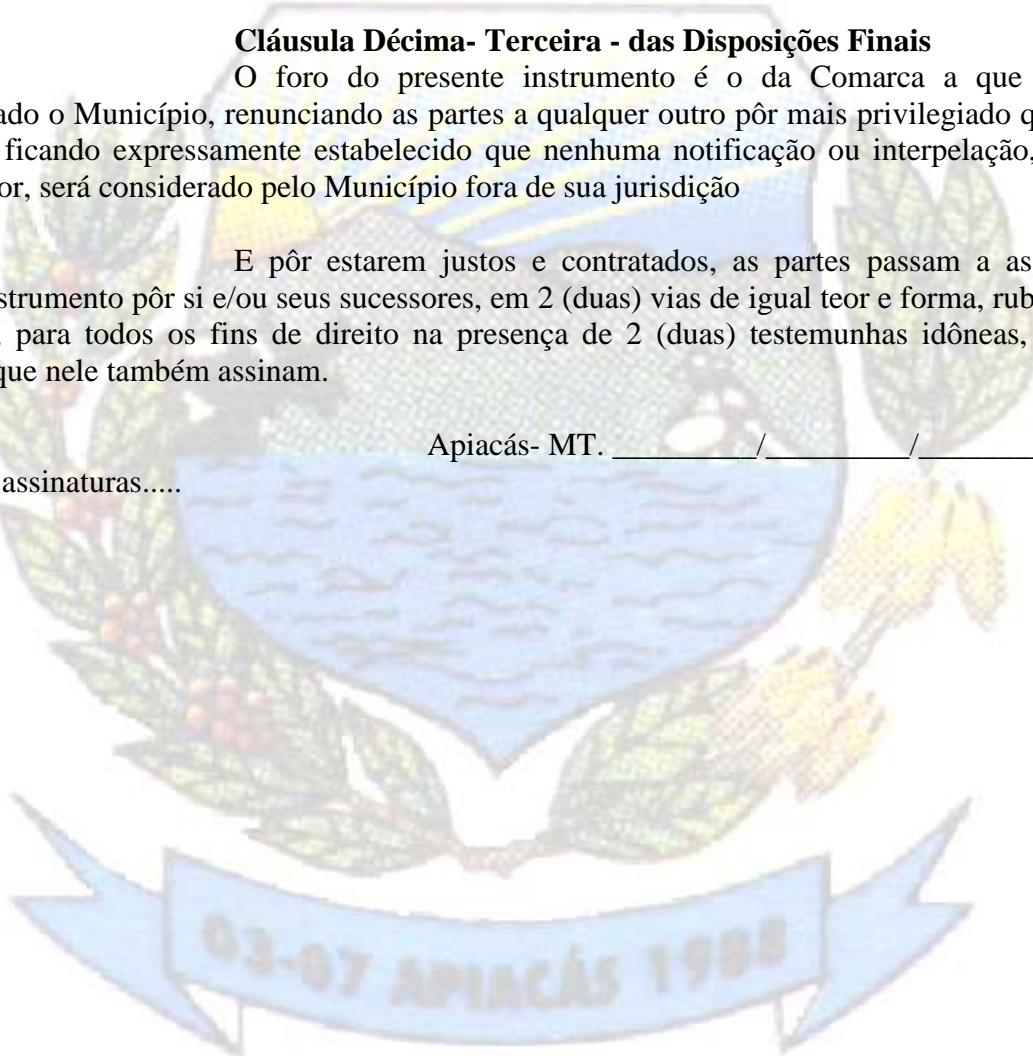 Cláusula Décima- Terceira - das Disposições Finais
O foro do presente instrumento é o da Comarca a que
ado o Município, renunciando as partes a qualquer outro pôr mais privilegiado q
ficando expressamente estabelecido que nenhuma notificação ou interpelação,
or, será considerado pelo Município fora de sua jurisdição
E pôr estarem justos e contratados, as partes passam a as
strumento pôr si e/ou seus sucessores, em 2 (duas) vias de igual teor e forma, rub
, para todos os fins de direito na presença de 2 (duas) testemunhas idôneas,
que nele também assinam.
Apiacás- MT. _________/_________/_______
assinaturas.....
03-07 APIACÁS 1988